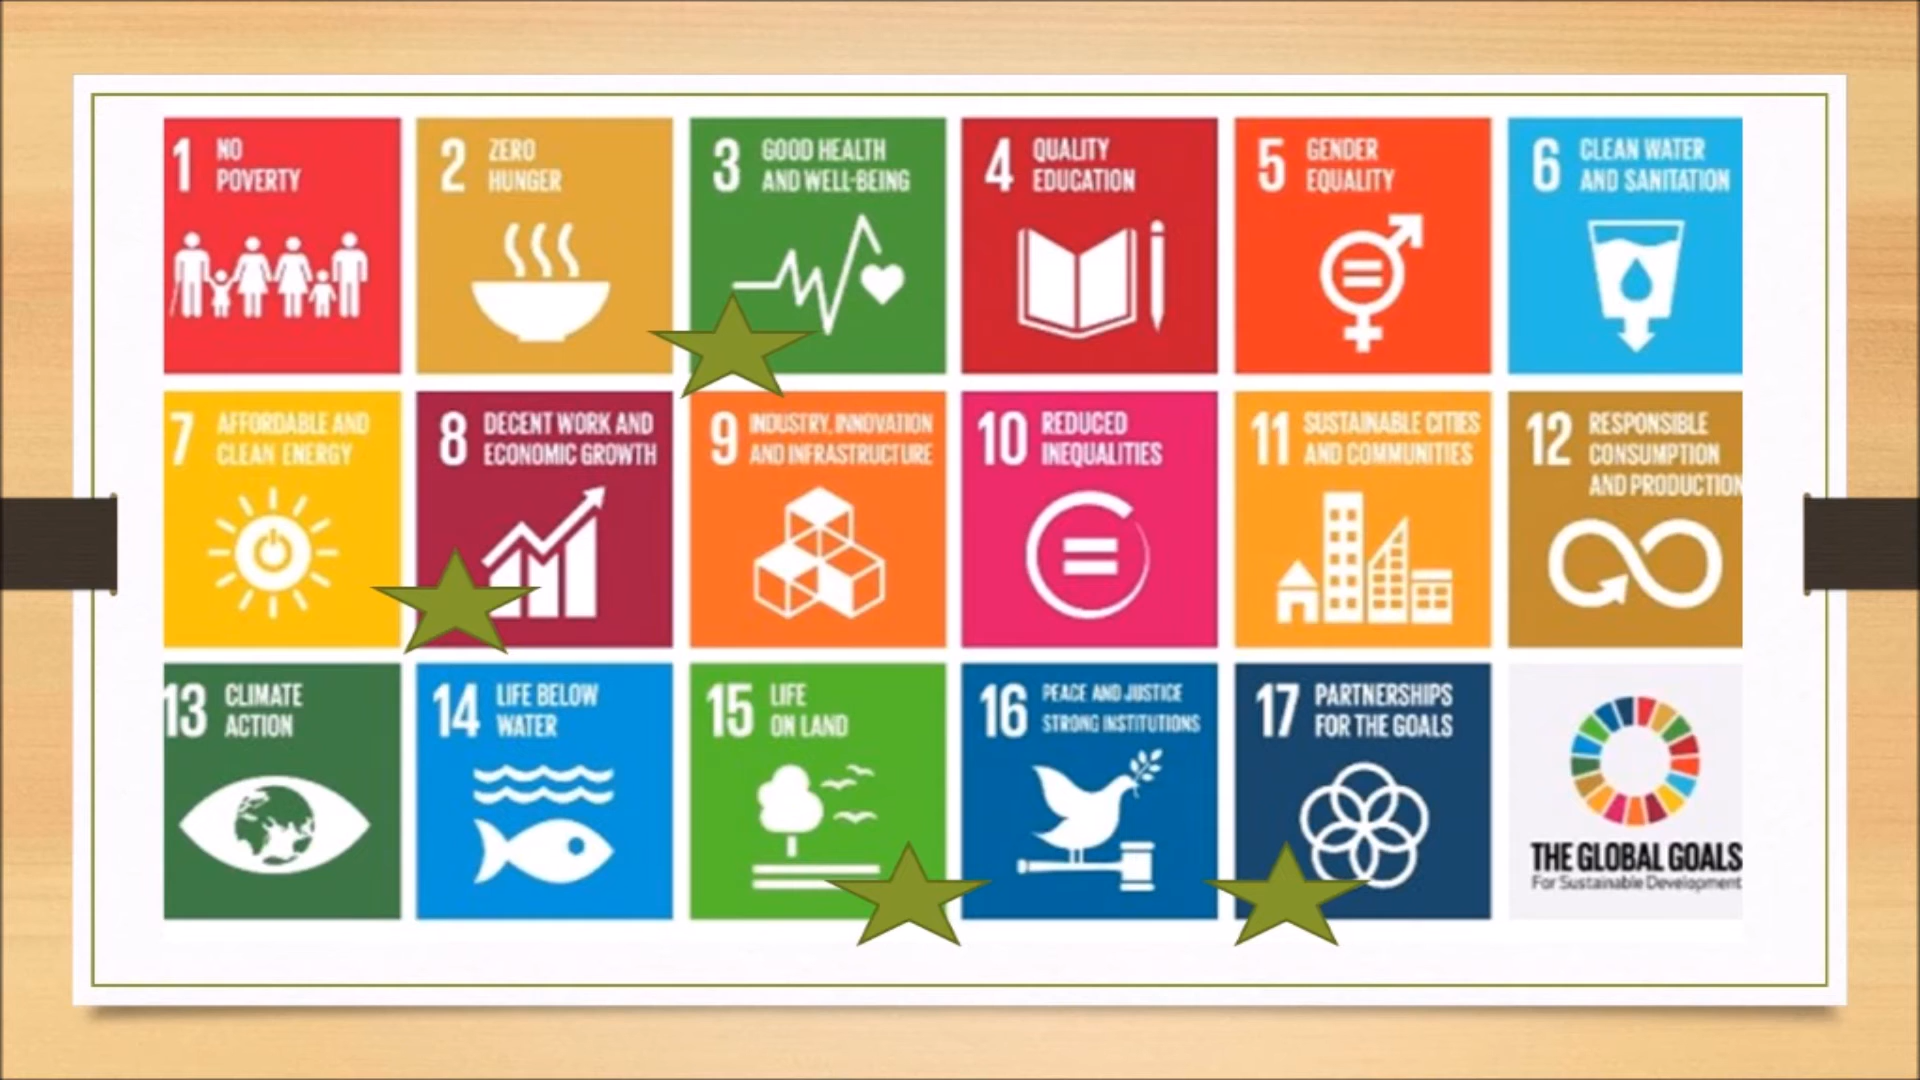 1 NO
POVERTY
2 ZERO
HUNGER
3 GOOD HEALTH
AND WELL-BEING
4 QUALITY
EDUCATION
5 GENDER
EQUALITY
6 CLEAN WATER
AND SANITATION
7 AFFORDABLE AND
CLEAN ENERGY
8 DECENT WORK AND
ECONOMIC GROWTH
9 INDUSTRY, INNOVATION
AND INFRASTRUCTURE
10 REDUCED
INEQUALITIES
11 SUSTAINABLE CITIES
AND COMMUNITIES
12 RESPONSIBLE
CONSUMPTION
AND PRODUCTION
13 CLIMATE
ACTION
14 LIFE BELOW
WATER
15 LIFE
ON LAND
16 PEACE AND JUSTICE
STRONG INSTITUTIONS
17 PARTNERSHIPS
FOR THE GOALS
THE GLOBAL GOALS
For Sustainable Development